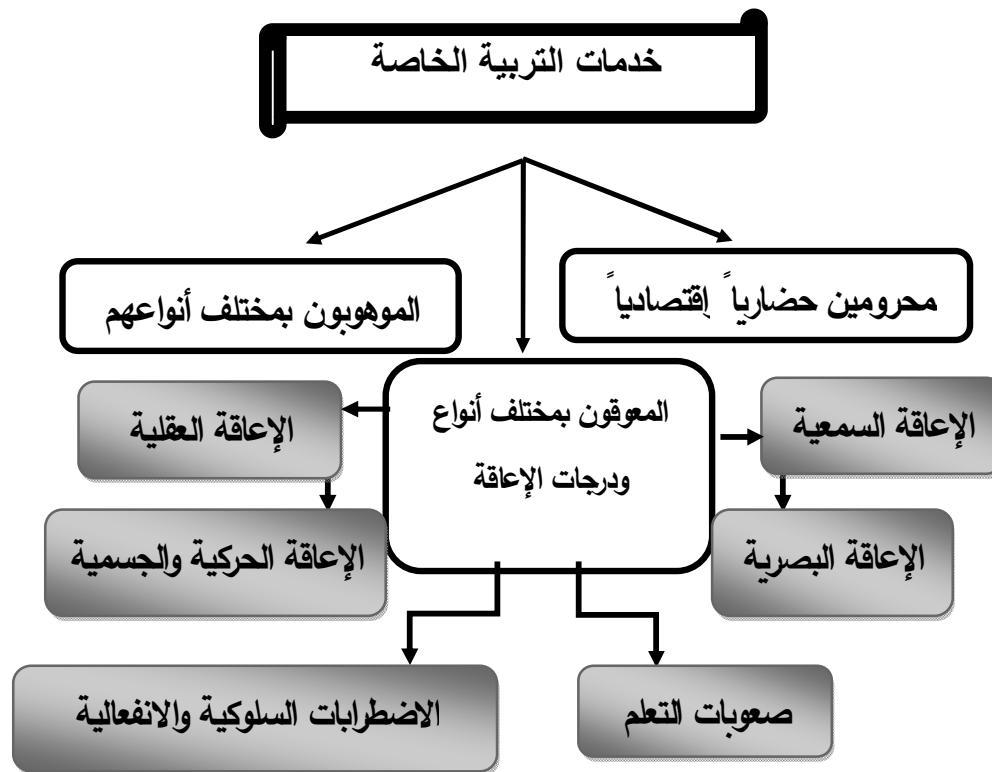 خدمات التربية الخاصة
محرومين حضارياً إقتصادياً
الموهوبون بمختلف أنواعهم
المعوقون بمختلف أنواع
ودرجات الإعاقة
الإعاقة السمعية
الإعاقة العقلية
الإعاقة البصرية
الإعاقة الحركية والجسمية
صعوبات التعلم
الاضطرابات السلوكية والانفعالية